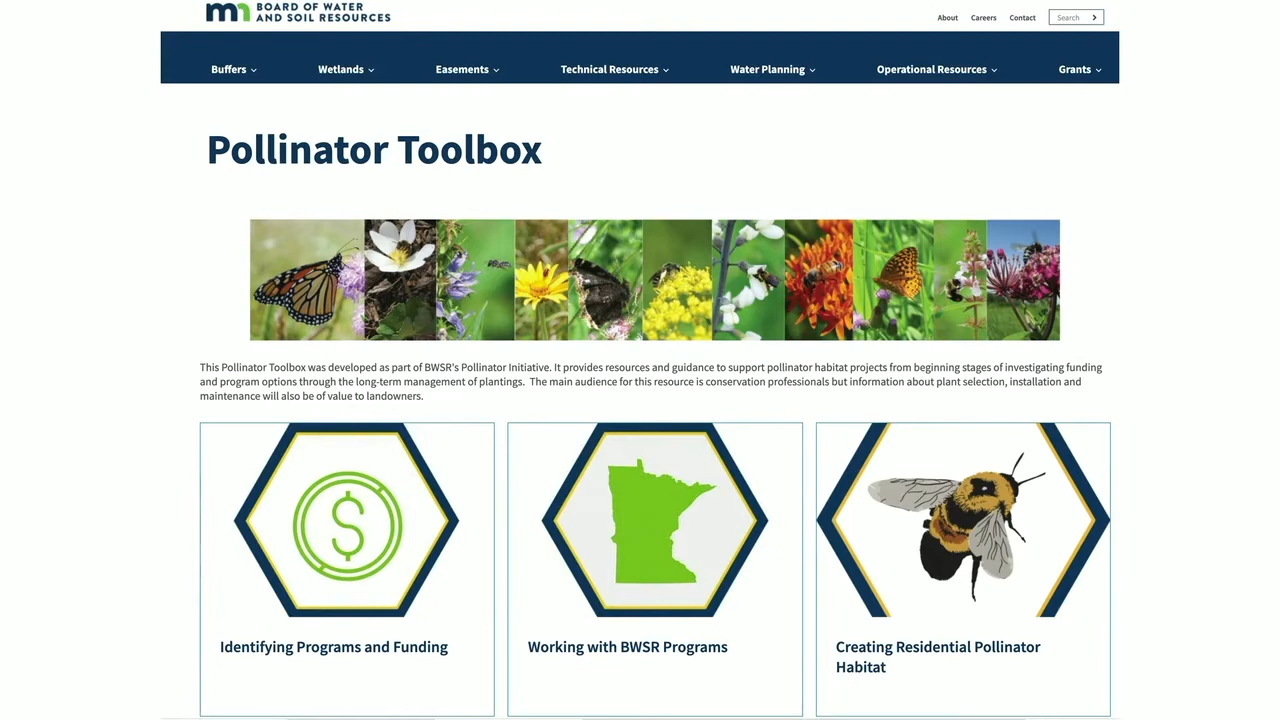 mn BOARD OF WATER
AND SOIL RESOURCES
About Careers Contact Search
Buffers Wetlands Easements Technical Resources Water Planning Operational Resources Grants
Pollinator Toolbox
This Pollinator Toolbox was developed as part of BWSR's Pollinator Initiative. It provides resources and guidance to support pollinator habitat projects from beginning stages of investigating funding
and program options through the long-term management of plantings. The main audience for this resource is conservation professionals but information about plant selection, installation and
maintenance will also be of value to landowners.
$
Identifying Programs and Funding
Working with BWSR Programs
Creating Residential Pollinator
Habitat